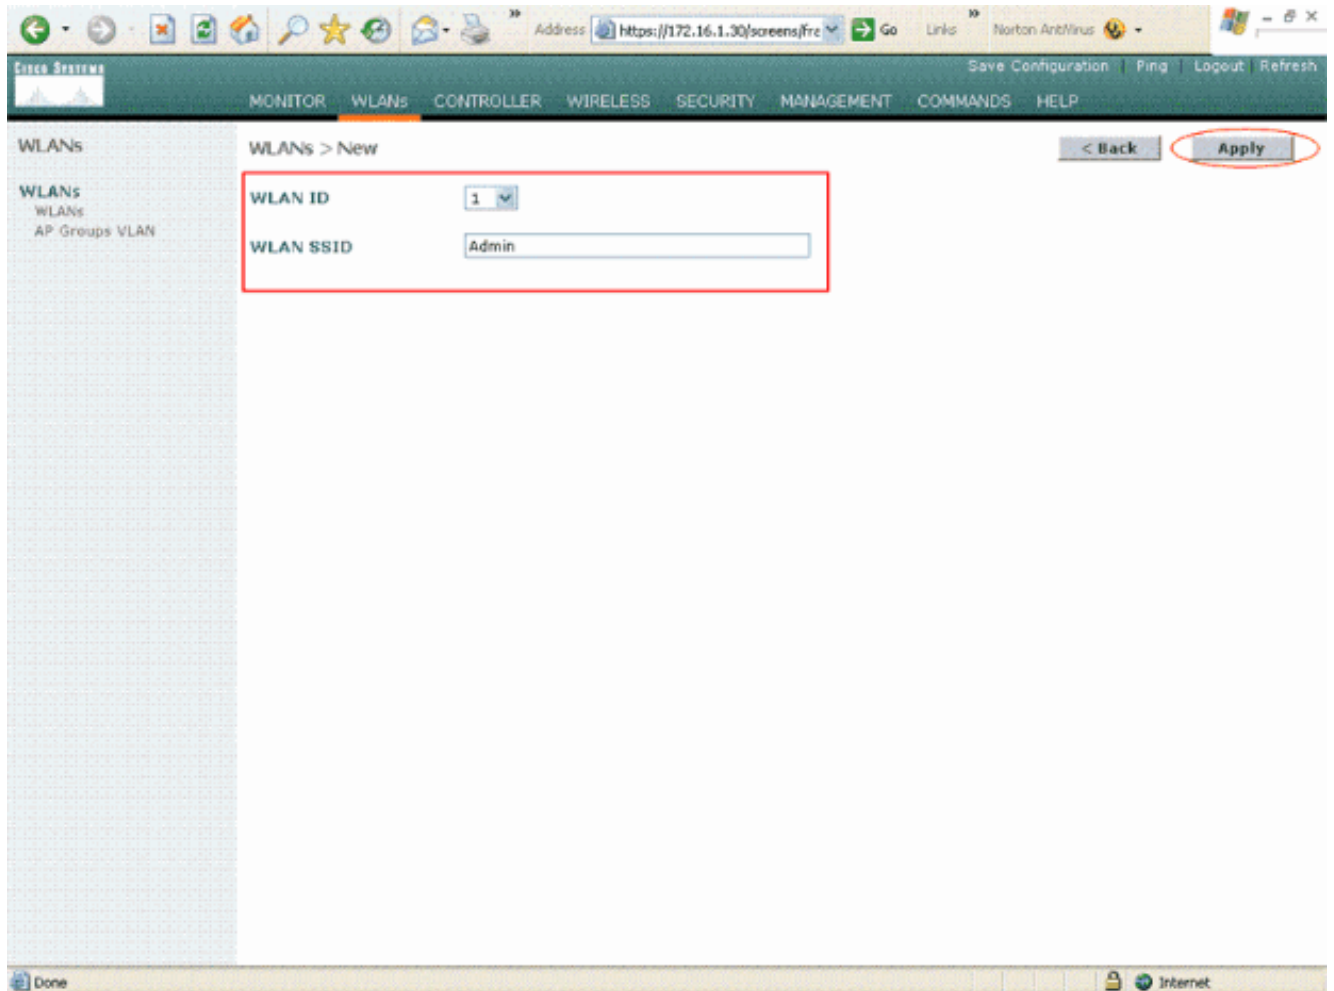 » Address https://172.16.1.30/screens/fra Go Links » Norton AntiVirus
CISCO SYSTEMS
Save Configuration | Ping | Logout | Refresh
MONITOR WLANs CONTROLLER WIRELESS SECURITY MANAGEMENT COMMANDS HELP
WLANs
WLANs
WLANs
AP Groups VLAN
WLANs > New
< Back
Apply
WLAN ID 1
WLAN SSID Admin
Done
Internet